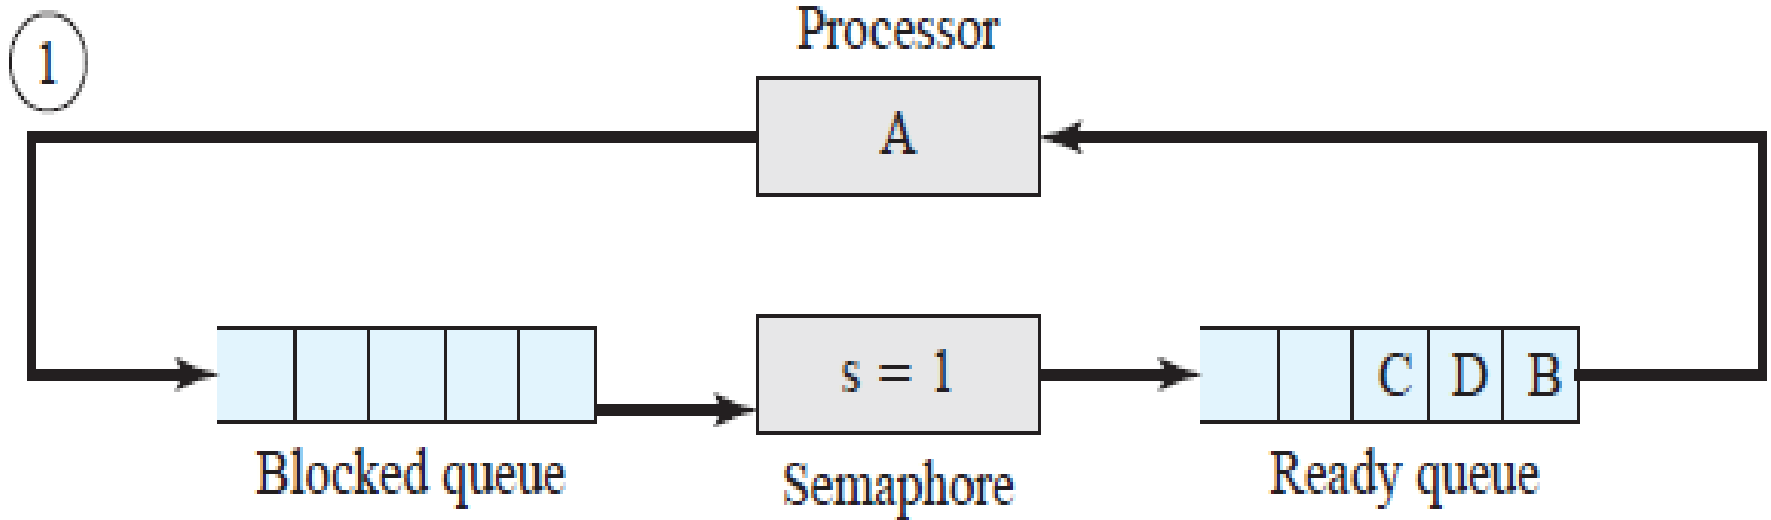 1
Processor
A
s = 1
C D B
Blocked queue
Semaphore
Ready queue